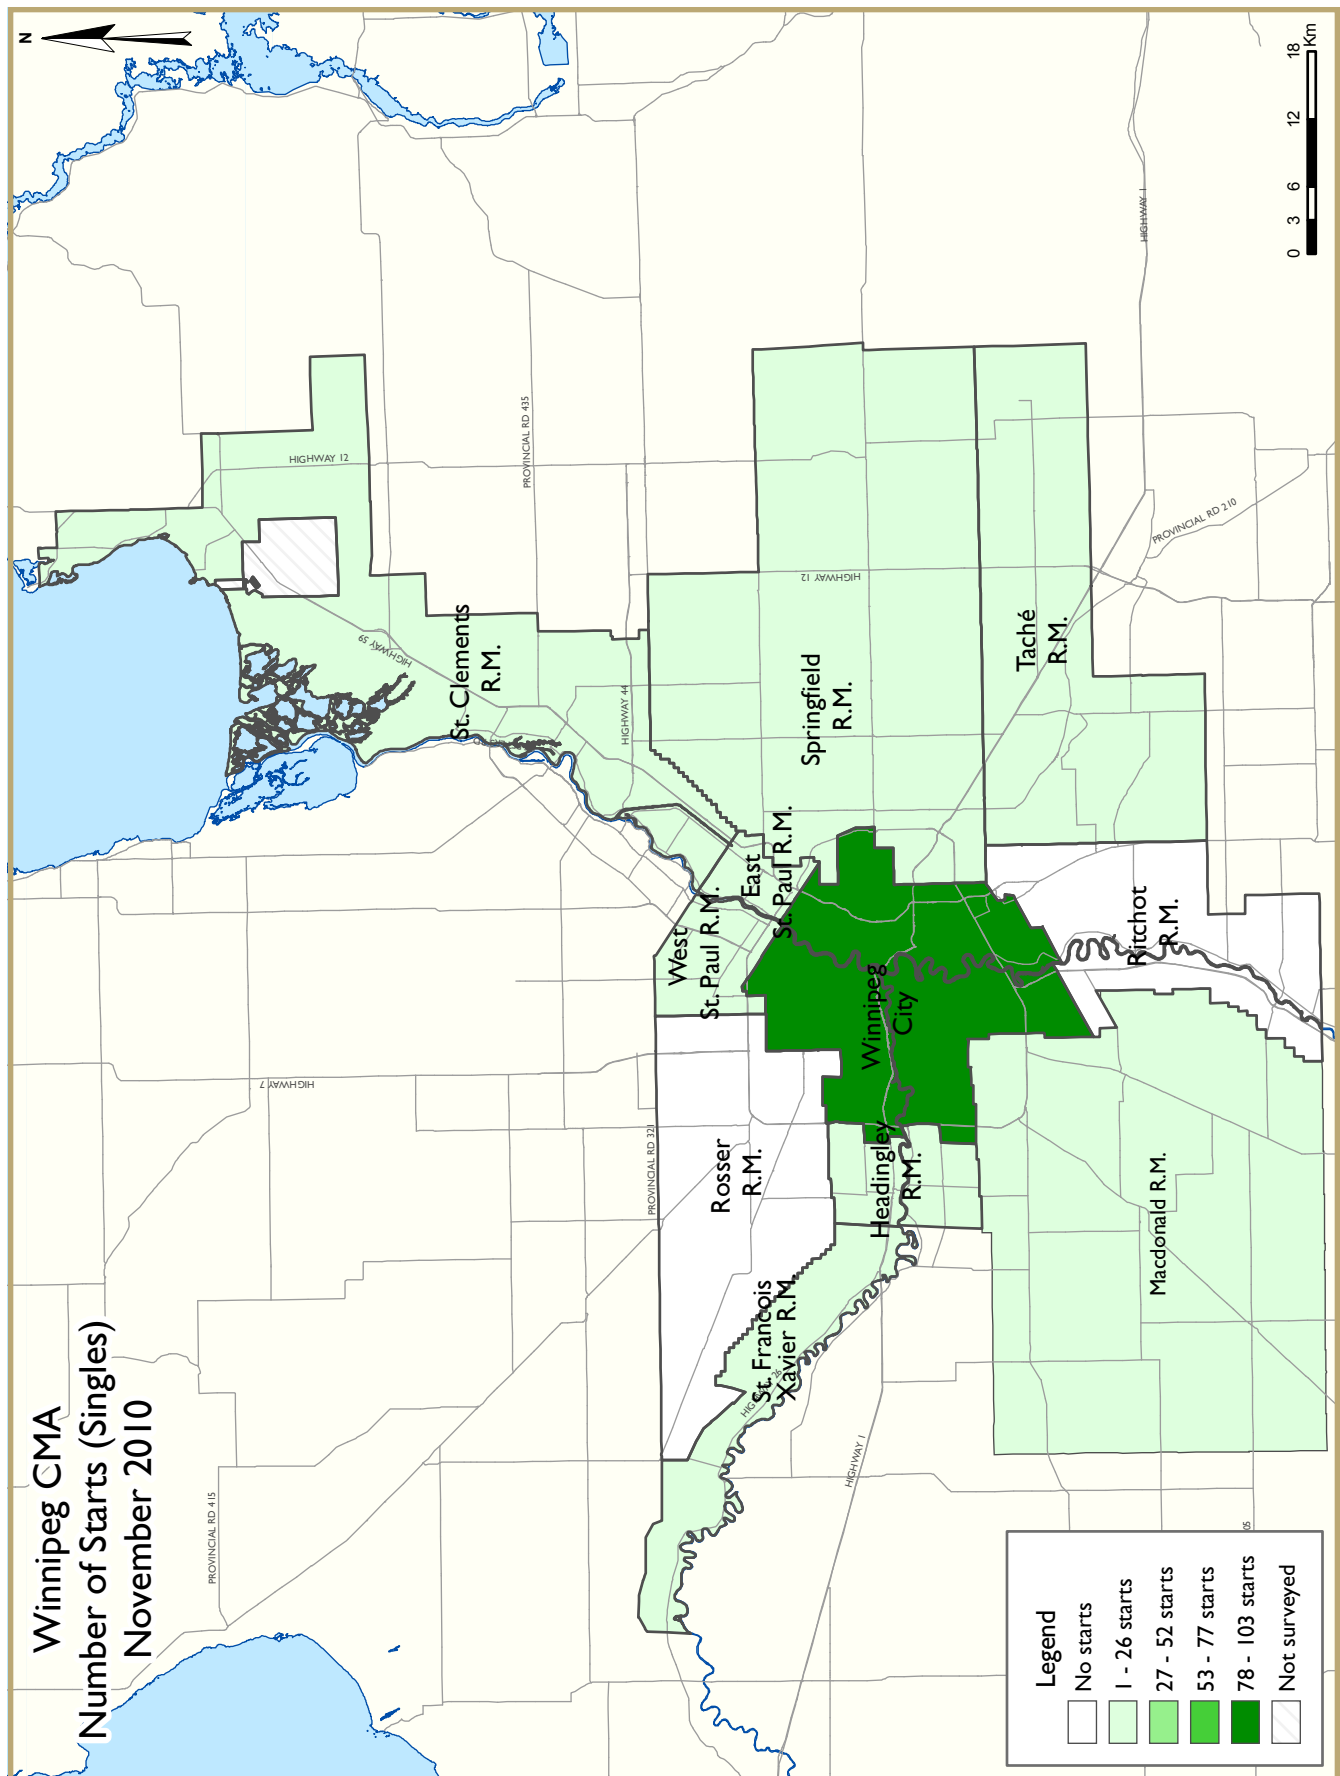 Winnipeg CMA
Number of Starts (Singles)
November 2010
N
PROVINCIAL RD 415
HIGHWAY 7
PROVINCIAL RD 321
HIGHWAY 12
PROVINCIAL RD 435
HIGHWAY 59
HIGHWAY 44
St. Clements
R.M.
West
St. Paul R.M.
East
St. Paul R.M.
Rosser
R.M.
Springfield
R.M.
HIGHWAY 12
St. Francois
Xavier R.M.
Headingley
R.M.
Winnipeg
City
HIGHWAY 1
Taché
R.M.
HIGHWAY 1
PROVINCIAL RD 210
Ritchot
R.M.
Macdonald R.M.
Legend
No starts
1 - 26 starts
27 - 52 starts
53 - 77 starts
78 - 103 starts
Not surveyed
0 3 6 12 18
Km